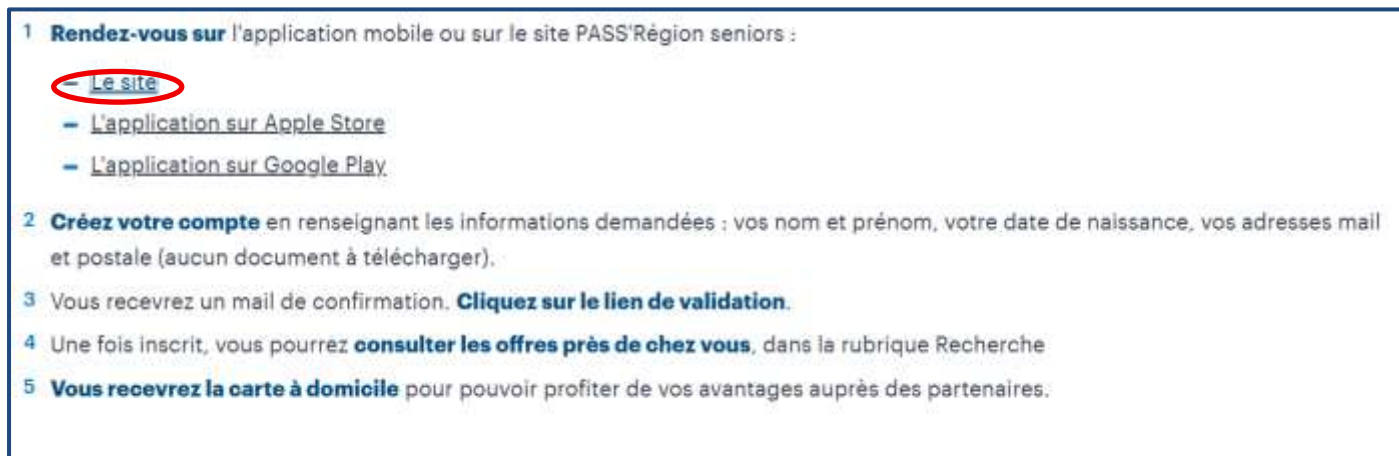 1 Rendez-vous sur l'application mobile ou sur le site PASS'Région seniors :
– Le site
– L'application sur Apple Store
– L'application sur Google Play
2 Créez votre compte en renseignant les informations demandées : vos nom et prénom, votre date de naissance, vos adresses mail
et postale (aucun document à télécharger).
3 Vous recevrez un mail de confirmation. Cliquez sur le lien de validation.
4 Une fois inscrit, vous pourrez consulter les offres près de chez vous, dans la rubrique Recherche
5 Vous recevrez la carte à domicile pour pouvoir profiter de vos avantages auprès des partenaires.